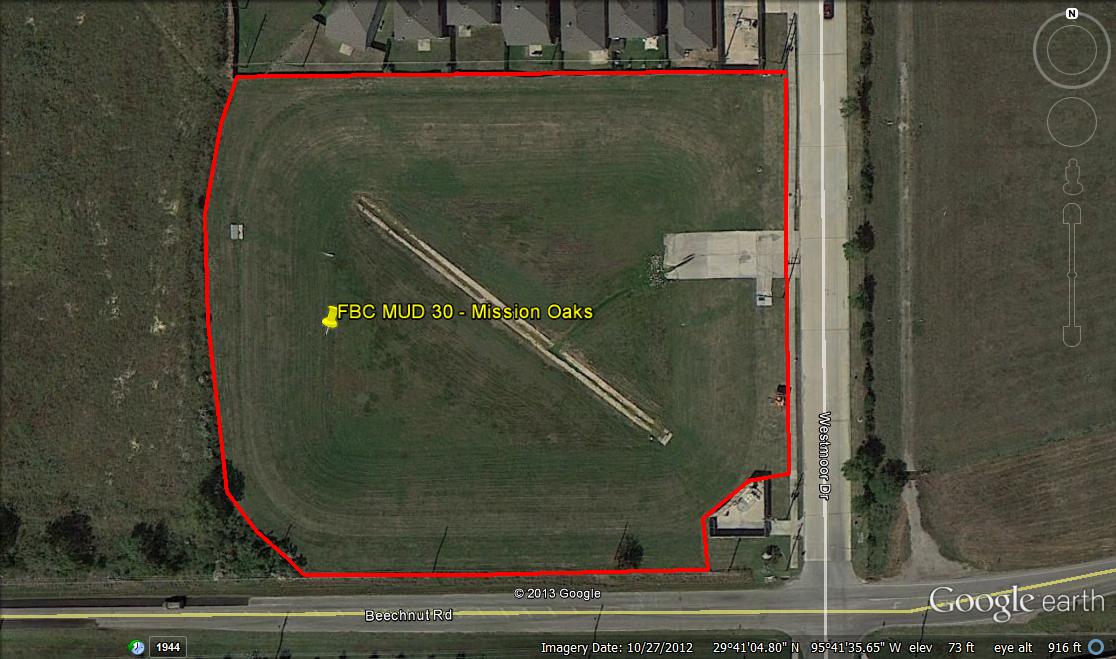 N
FBC MUD 30 - Mission Oaks
Westmoor Dr
© 2013 Google
Google earth
Beechnut Rd
1944
Imagery Date: 10/27/2012 29°41'04.80" N 95°41'35.65" W elev 73 ft eye alt 916 ft